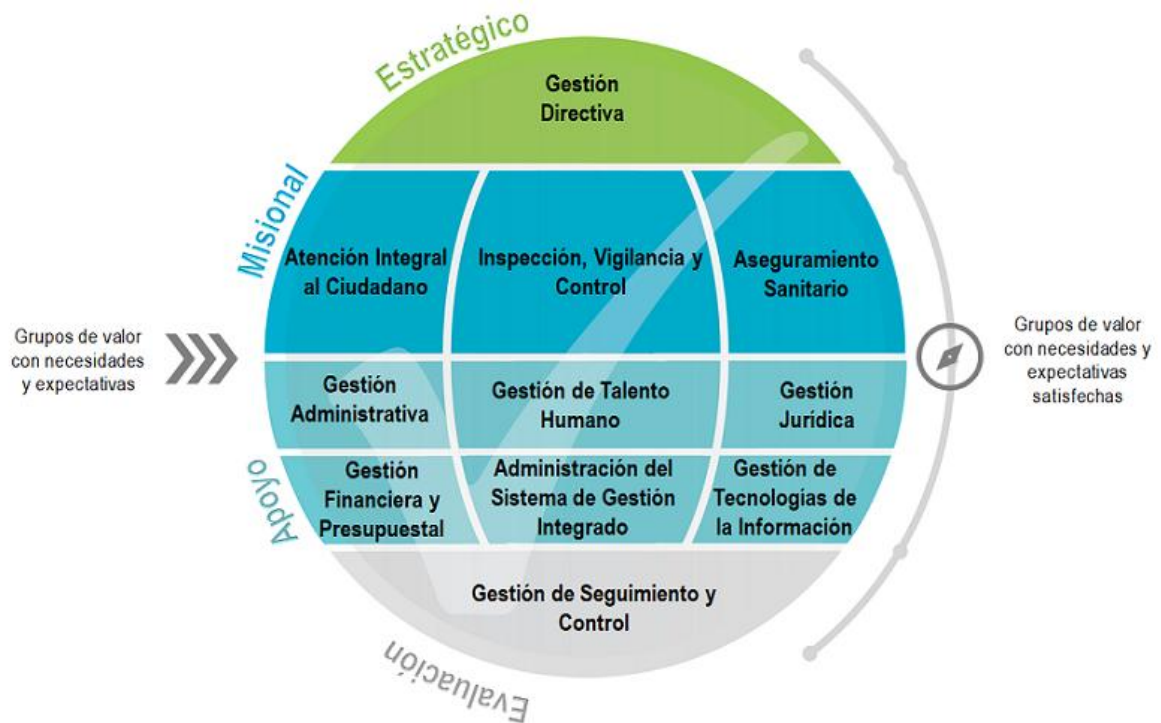 Estratégico
Gestión
Directiva
Misional
Atención Integral
al Ciudadano
Inspección, Vigilancia y
Control
Aseguramiento
Sanitario
Grupos de valor
con necesidades
y expectativas
Grupos de valor
con necesidades y
expectativas
satisfechas
Apoyo
Gestión
Administrativa
Gestión de Talento
Humano
Gestión
Jurídica
Gestión
Financiera y
Presupuestal
Administración del
Sistema de Gestión
Integrado
Gestión de
Tecnologías de
la Información
Gestión de Seguimiento y
Control
Evaluación